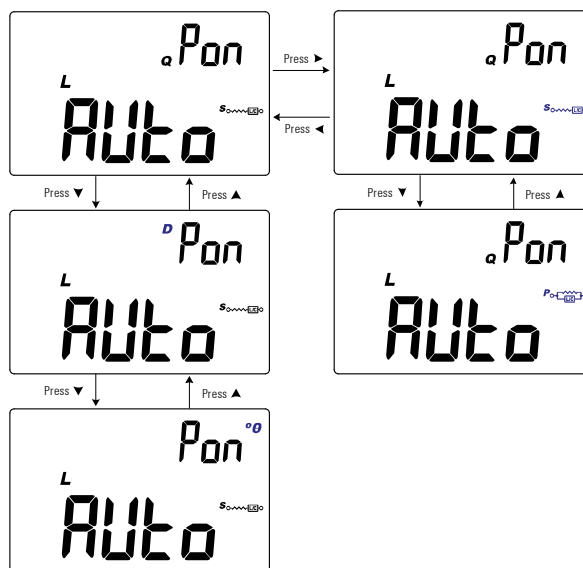 Q Pon
L
AUto
S L/C
Press ►
Press ◄
Q Pon
L
AUto
S L/C
Press ▼
Press ▲
Press ▼
Press ▲
D Pon
L
AUto
S L/C
Q Pon
L
AUto
P L/C
Press ▼
Press ▲
Pon °θ
L
AUto
S L/C